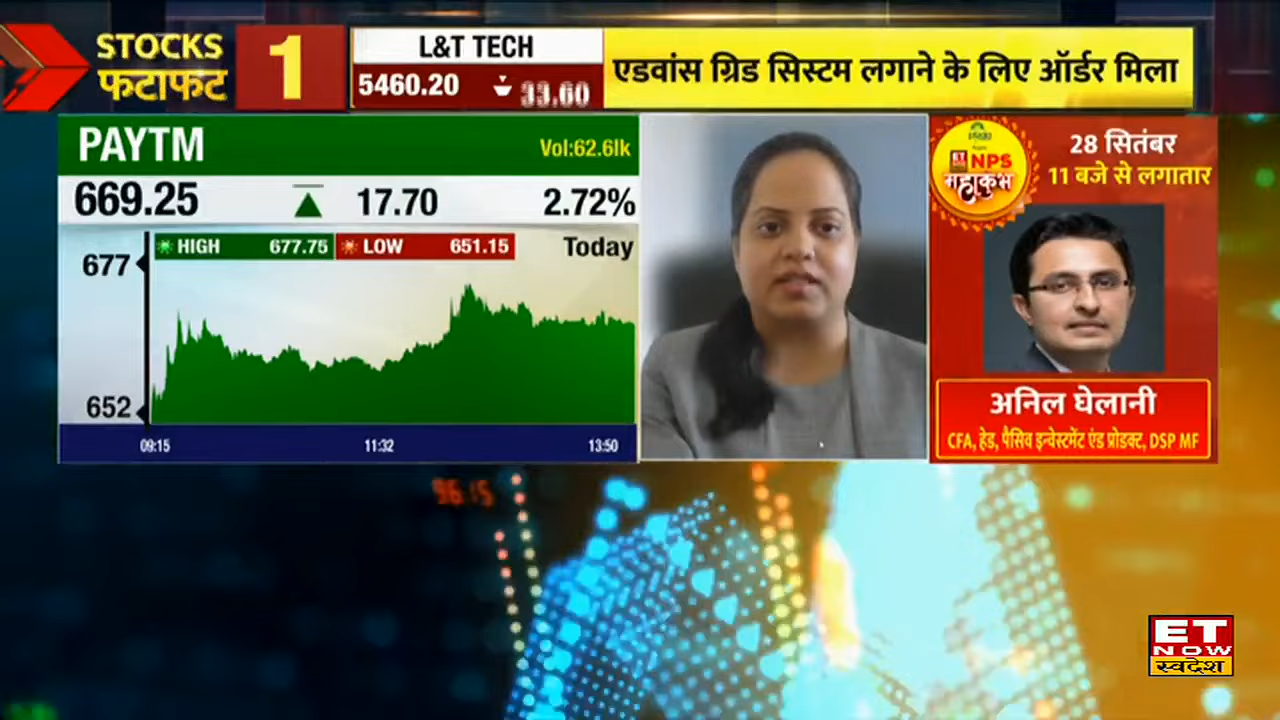 STOCKS
फटाफट
1
L&T TECH
5460.20 33.60
एडवांस ग्रिड सिस्टम लगाने के लिए ऑर्डर मिला
PAYTM Vol:62.6lk
669.25 17.70 2.72%
HIGH 677.75 LOW 651.15 Today
677
652
09:15 11:32 13:50
ET NPS
महाकुंभ
28 सितंबर
11 बजे से लगातार
अनिल घेलानी
CFA, हेड, पैसिव इन्वेस्टमेंट एंड प्रोडक्ट, DSP MF
ET
NOW
स्वदेश